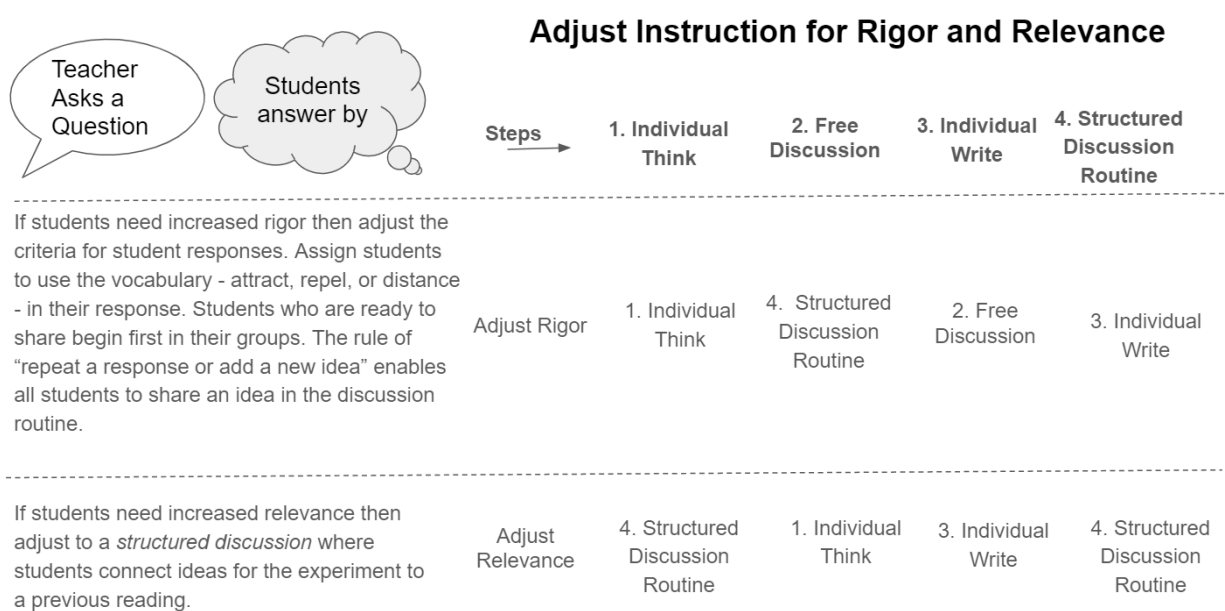 Adjust Instruction for Rigor and Relevance
Teacher
Asks a
Question
Students
answer by
Steps
1. Individual
Think
2. Free
Discussion
3. Individual
Write
4. Structured
Discussion
Routine
If students need increased rigor then adjust the
criteria for student responses. Assign students
to use the vocabulary - attract, repel, or distance
- in their response. Students who are ready to
share begin first in their groups. The rule of
“repeat a response or add a new idea” enables
all students to share an idea in the discussion
routine.
Adjust Rigor
1. Individual
Think
4. Structured
Discussion
Routine
2. Free
Discussion
3. Individual
Write
If students need increased relevance then
adjust to a structured discussion where
students connect ideas for the experiment to
a previous reading.
Adjust
Relevance
4. Structured
Discussion
Routine
1. Individual
Think
3. Individual
Write
4. Structured
Discussion
Routine